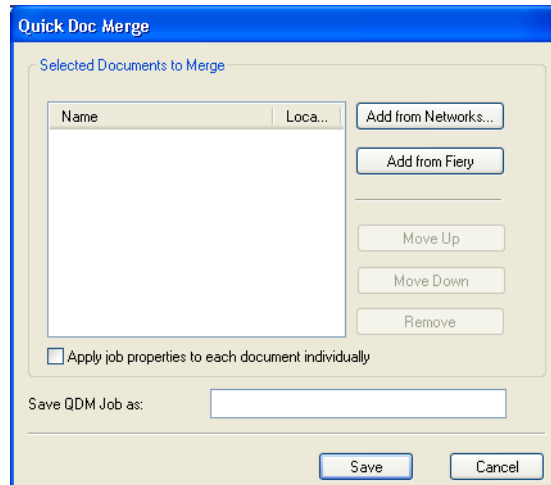 Quick Doc Merge
Selected Documents to Merge
Name Loca...
Add from Networks...
Add from Fiery
Move Up
Move Down
Remove
Apply job properties to each document individually
Save QDM Job as:
Save Cancel